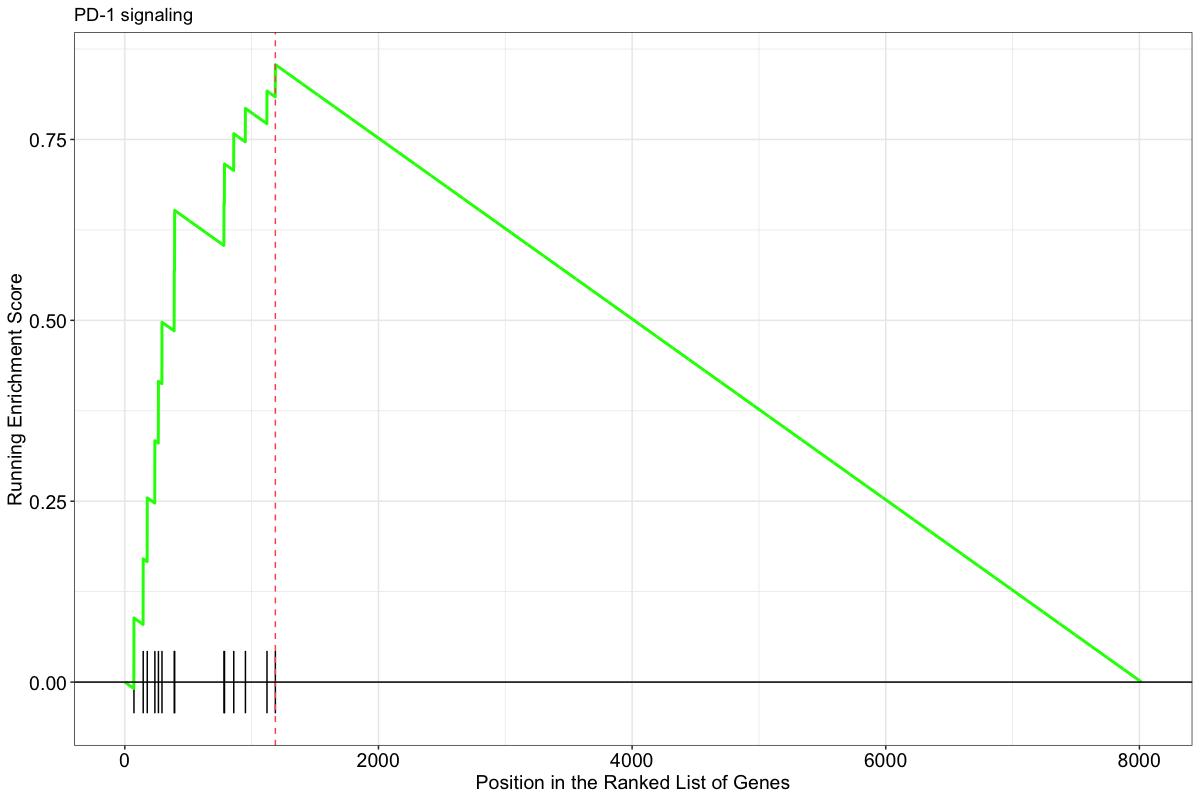 PD-1 signaling
Running Enrichment Score
0.75
0.50
0.25
0.00
0 2000 4000 6000 8000
Position in the Ranked List of Genes